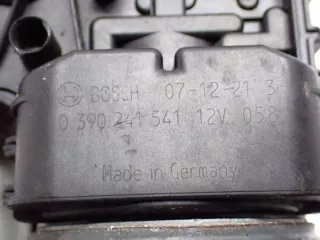 BOSCH 07-12-21 3
0 390 241 541 12V 058
Made in Germany